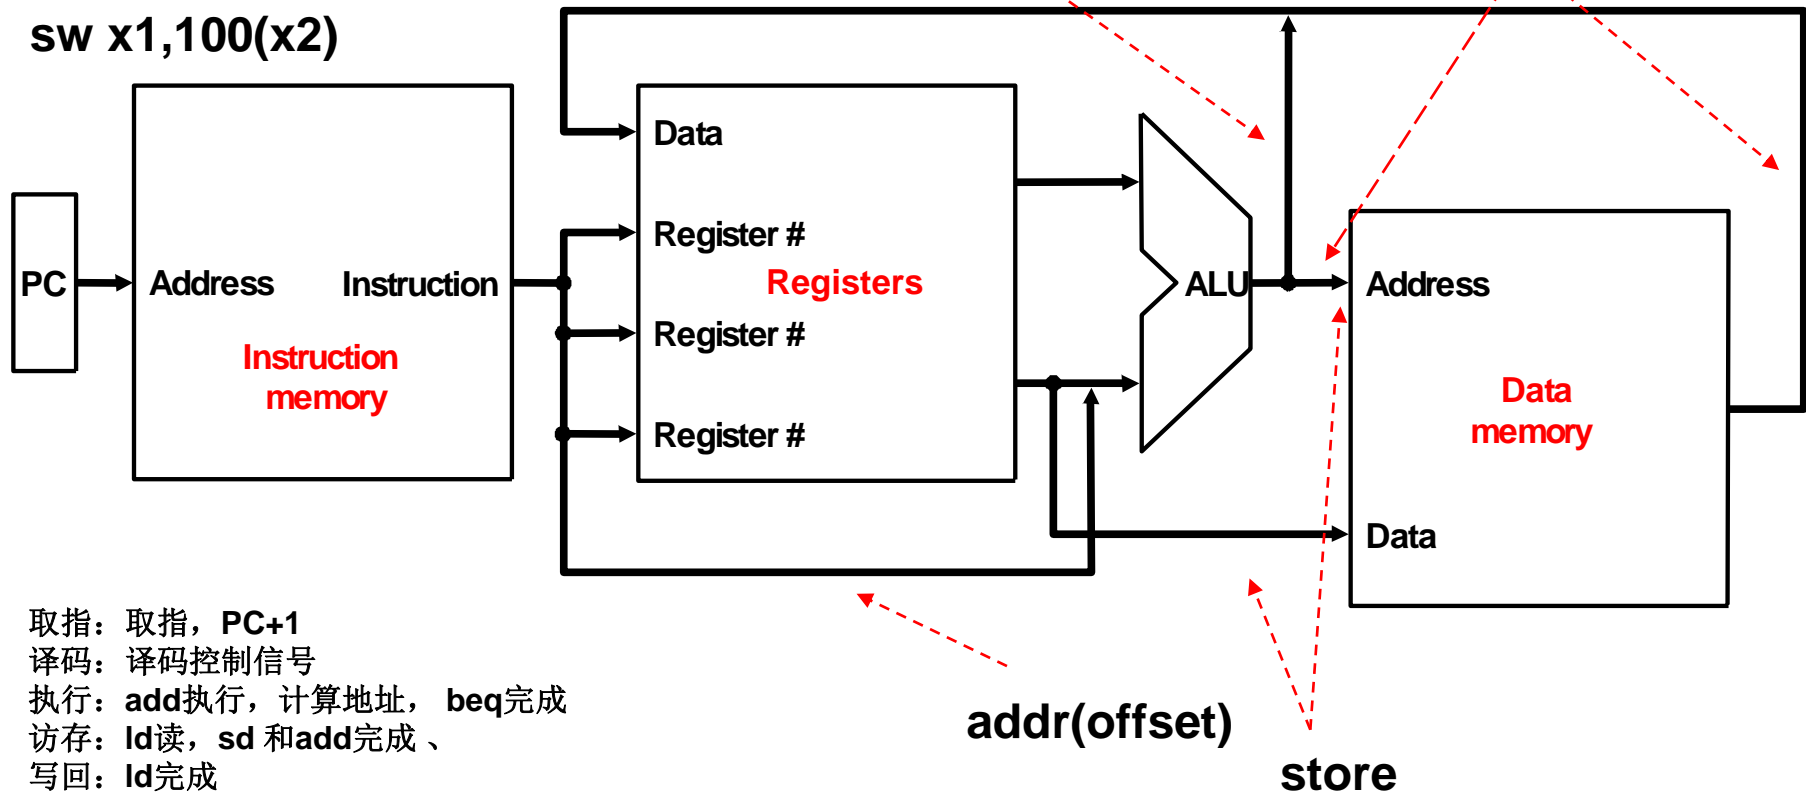 sw x1,100(x2)
Data
Register #
PC
Address
Instruction
Registers
ALU
Address
Register #
Instruction
memory
Data
memory
Register #
Data
取指：取指，PC+1
译码：译码控制信号
执行：add执行，计算地址， beq完成
访存：ld读，sd 和add完成 、
写回：ld完成
addr(offset)
store